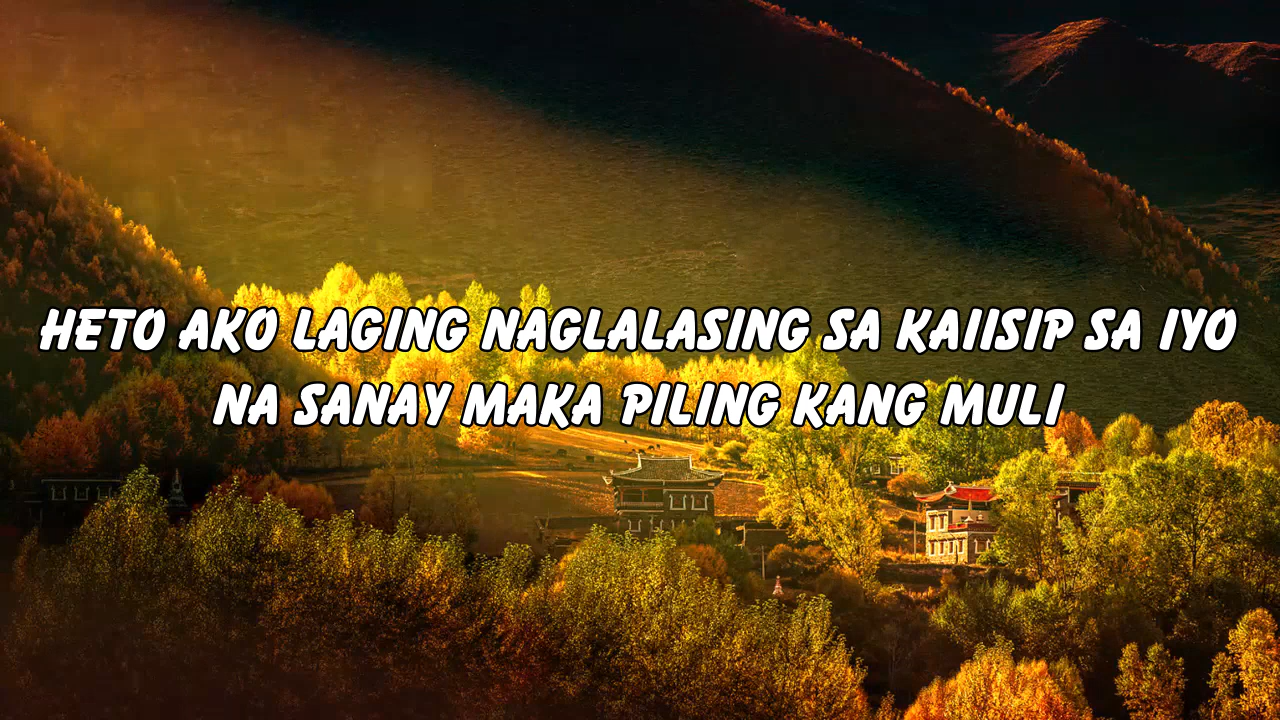 HETO AKO LAGING NAGLALASING SA KAIISIP SA IYO
NA SANAY MAKA PILING KANG MULI